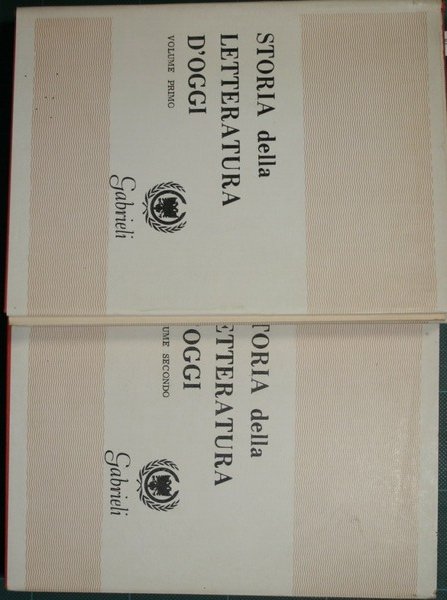 STORIA della
LETTERATURA
D'OGGI
VOLUME PRIMO
Gabrieli
TORIA della
ETTERATURA
OGGI
UME SECONDO
Gabrieli